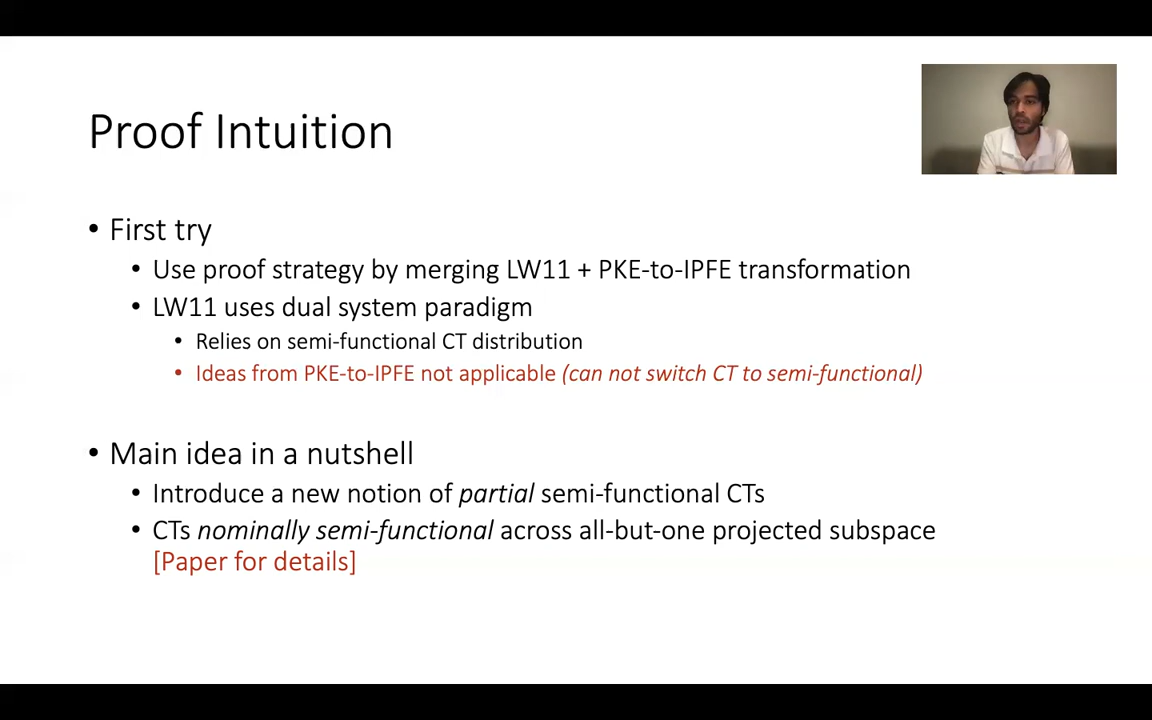 Proof Intuition
• First try
• Use proof strategy by merging LW11 + PKE-to-IPFE transformation
• LW11 uses dual system paradigm
• Relies on semi-functional CT distribution
• Ideas from PKE-to-IPFE not applicable (can not switch CT to semi-functional)
• Main idea in a nutshell
• Introduce a new notion of partial semi-functional CTs
• CTs nominally semi-functional across all-but-one projected subspace
[Paper for details]